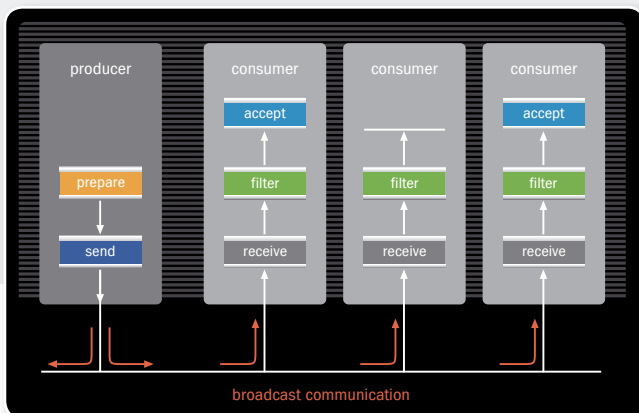 producer
consumer
consumer
consumer
accept
accept
prepare
filter
filter
filter
send
receive
receive
receive
broadcast communication